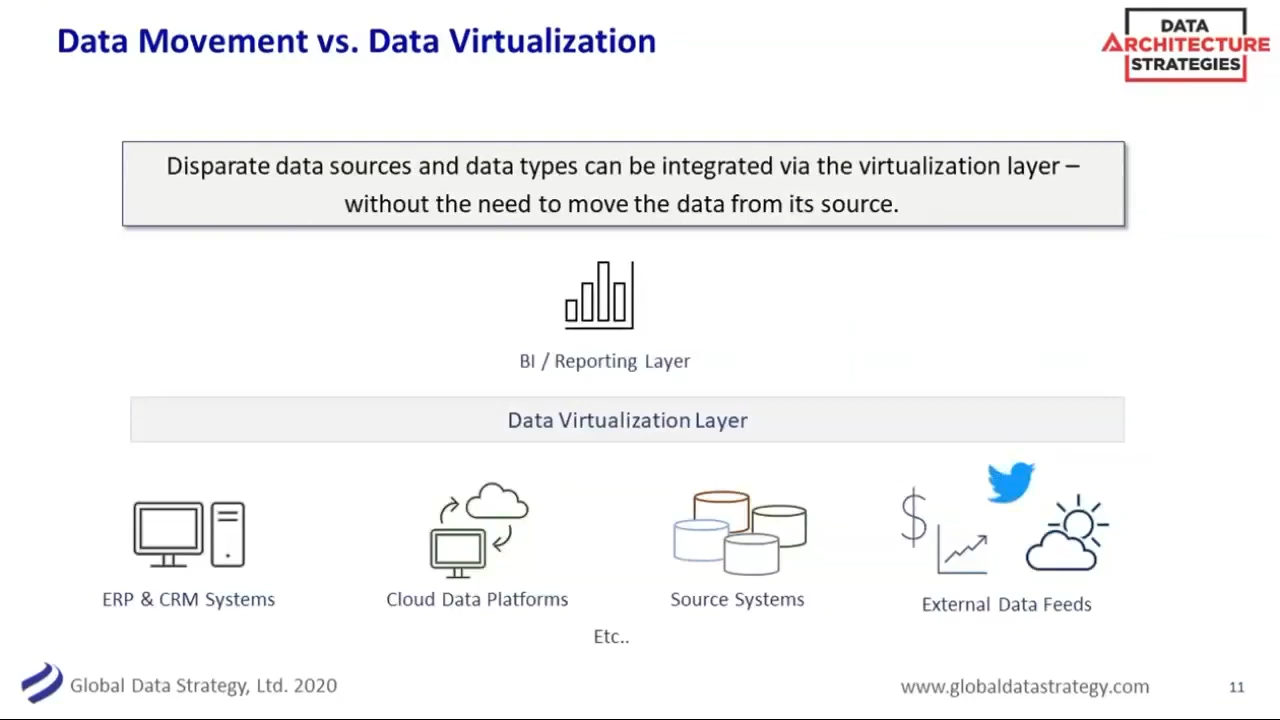 Data Movement vs. Data Virtualization
DATA
ARCHITECTURE
STRATEGIES
Disparate data sources and data types can be integrated via the virtualization layer –
without the need to move the data from its source.
BI / Reporting Layer
Data Virtualization Layer
$
ERP & CRM Systems
Cloud Data Platforms
Source Systems
External Data Feeds
Etc..
Global Data Strategy, Ltd. 2020
www.globaldatastrategy.com
11